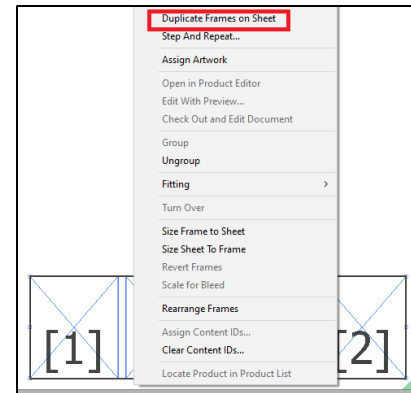 Duplicate Frames on Sheet
Step And Repeat...
Assign Artwork
Open in Product Editor
Edit With Preview...
Check Out and Edit Document
Group
Ungroup
Fitting >
Turn Over
Size Frame to Sheet
Size Sheet To Frame
Revert Frames
Scale for Bleed
Rearrange Frames
Assign Content IDs...
Clear Content IDs...
Locate Product in Product List
[1] [2]